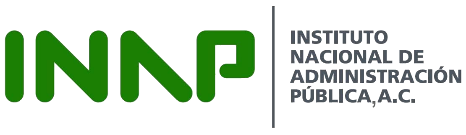 INAP
INSTITUTO
NACIONAL DE
ADMINISTRACIÓN
PÚBLICA, A.C.